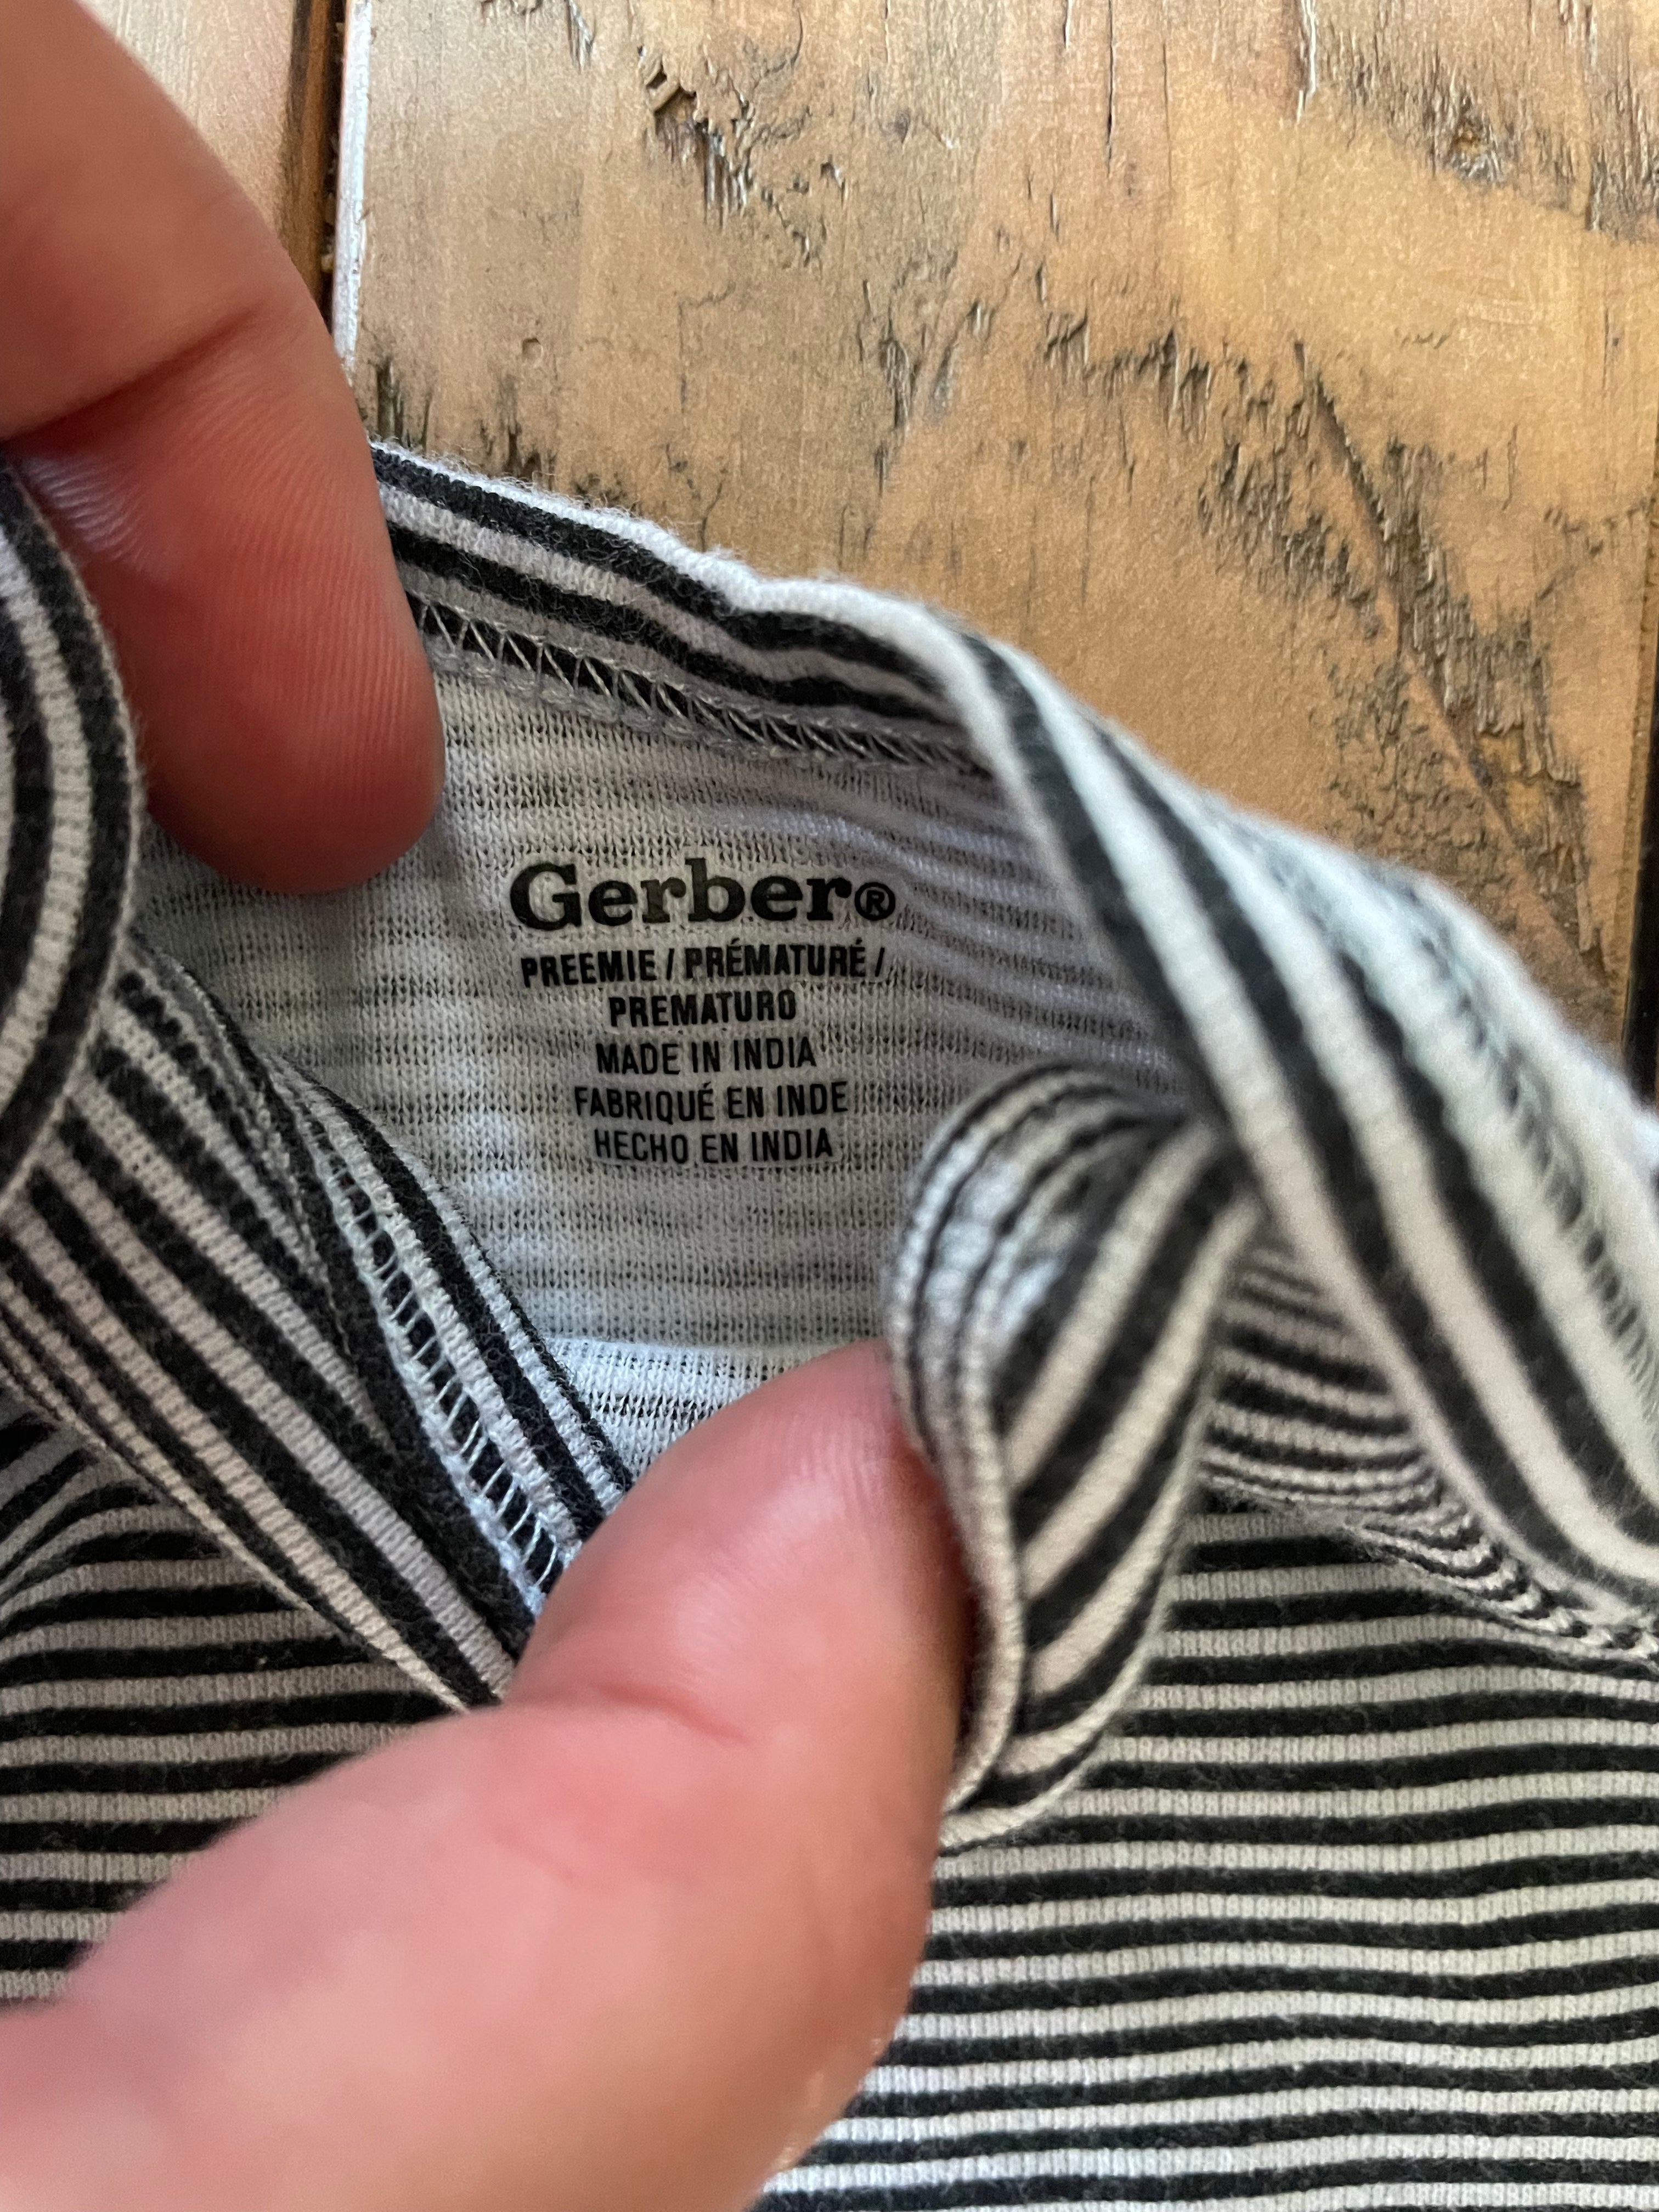 Gerber®
PREEMIE / PRÉMATURÉ /
PREMATURO
MADE IN INDIA
FABRIQUÉ EN INDE
HECHO EN INDIA